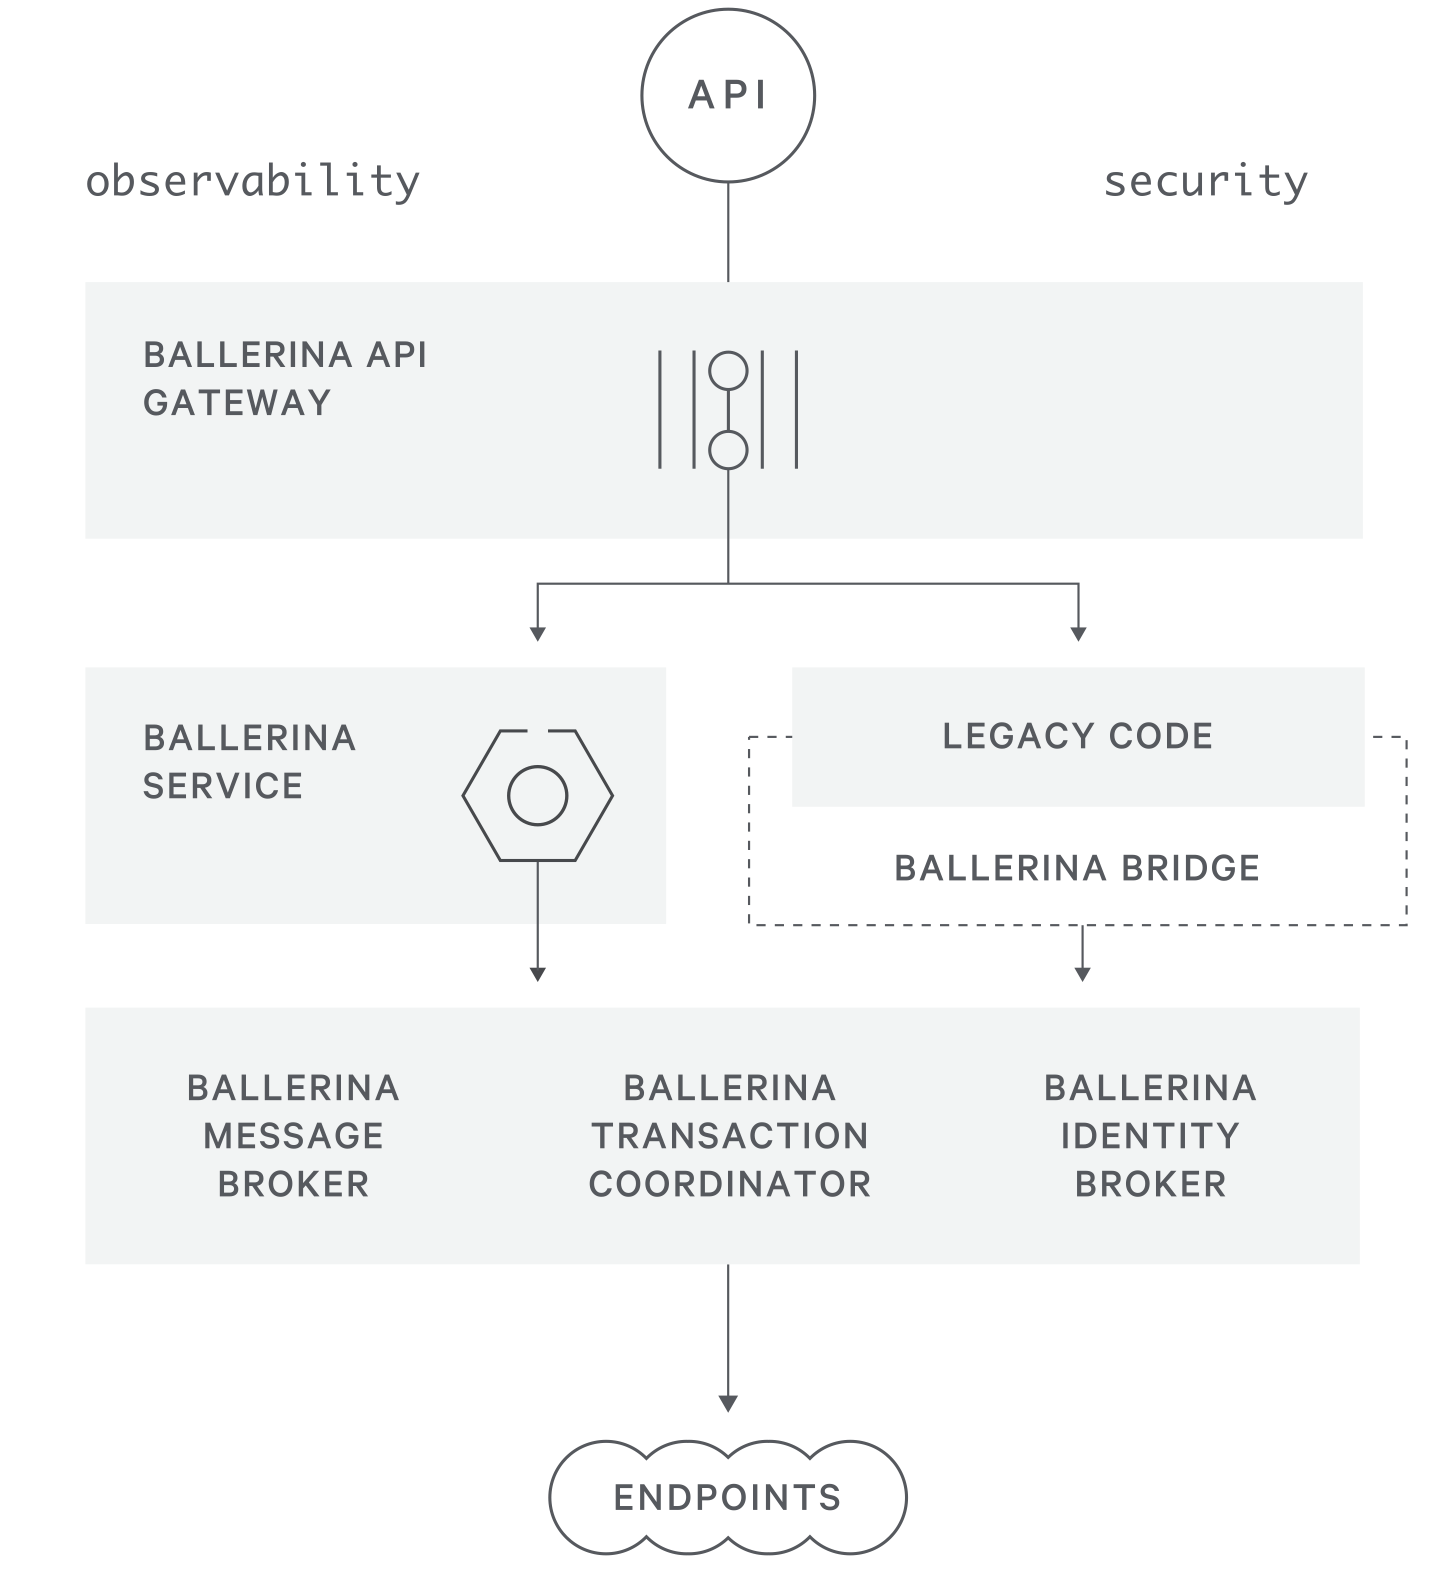 API
observability
security
BALLERINA API
GATEWAY
BALLERINA
SERVICE
LEGACY CODE
BALLERINA BRIDGE
BALLERINA
MESSAGE
BROKER
BALLERINA
TRANSACTION
COORDINATOR
BALLERINA
IDENTITY
BROKER
ENDPOINTS